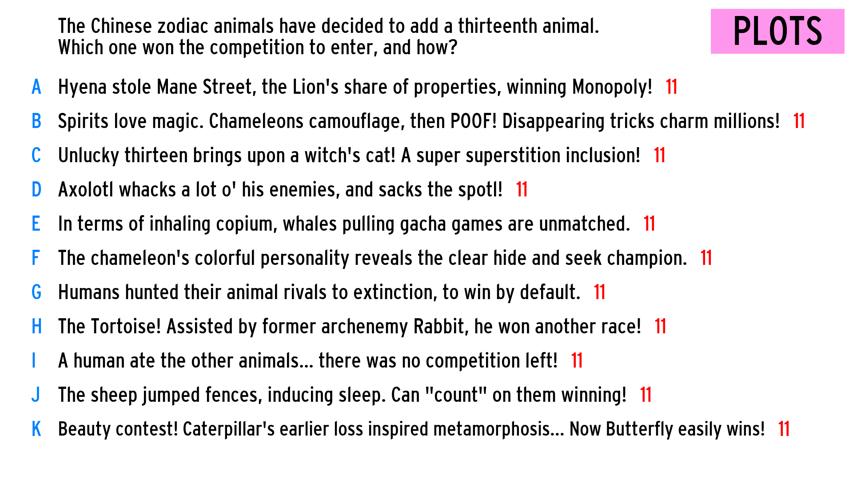 The Chinese zodiac animals have decided to add a thirteenth animal.
Which one won the competition to enter, and how?
PLOTS
A Hyena stole Mane Street, the Lion's share of properties, winning Monopoly! 11
B Spirits love magic. Chameleons camouflage, then POOF! Disappearing tricks charm millions! 11
C Unlucky thirteen brings upon a witch's cat! A super superstition inclusion! 11
D Axolotl whacks a lot o' his enemies, and sacks the spotl! 11
E In terms of inhaling copium, whales pulling gacha games are unmatched. 11
F The chameleon's colorful personality reveals the clear hide and seek champion. 11
G Humans hunted their animal rivals to extinction, to win by default. 11
H The Tortoise! Assisted by former archenemy Rabbit, he won another race! 11
I A human ate the other animals... there was no competition left! 11
J The sheep jumped fences, inducing sleep. Can "count" on them winning! 11
K Beauty contest! Caterpillar's earlier loss inspired metamorphosis... Now Butterfly easily wins! 11